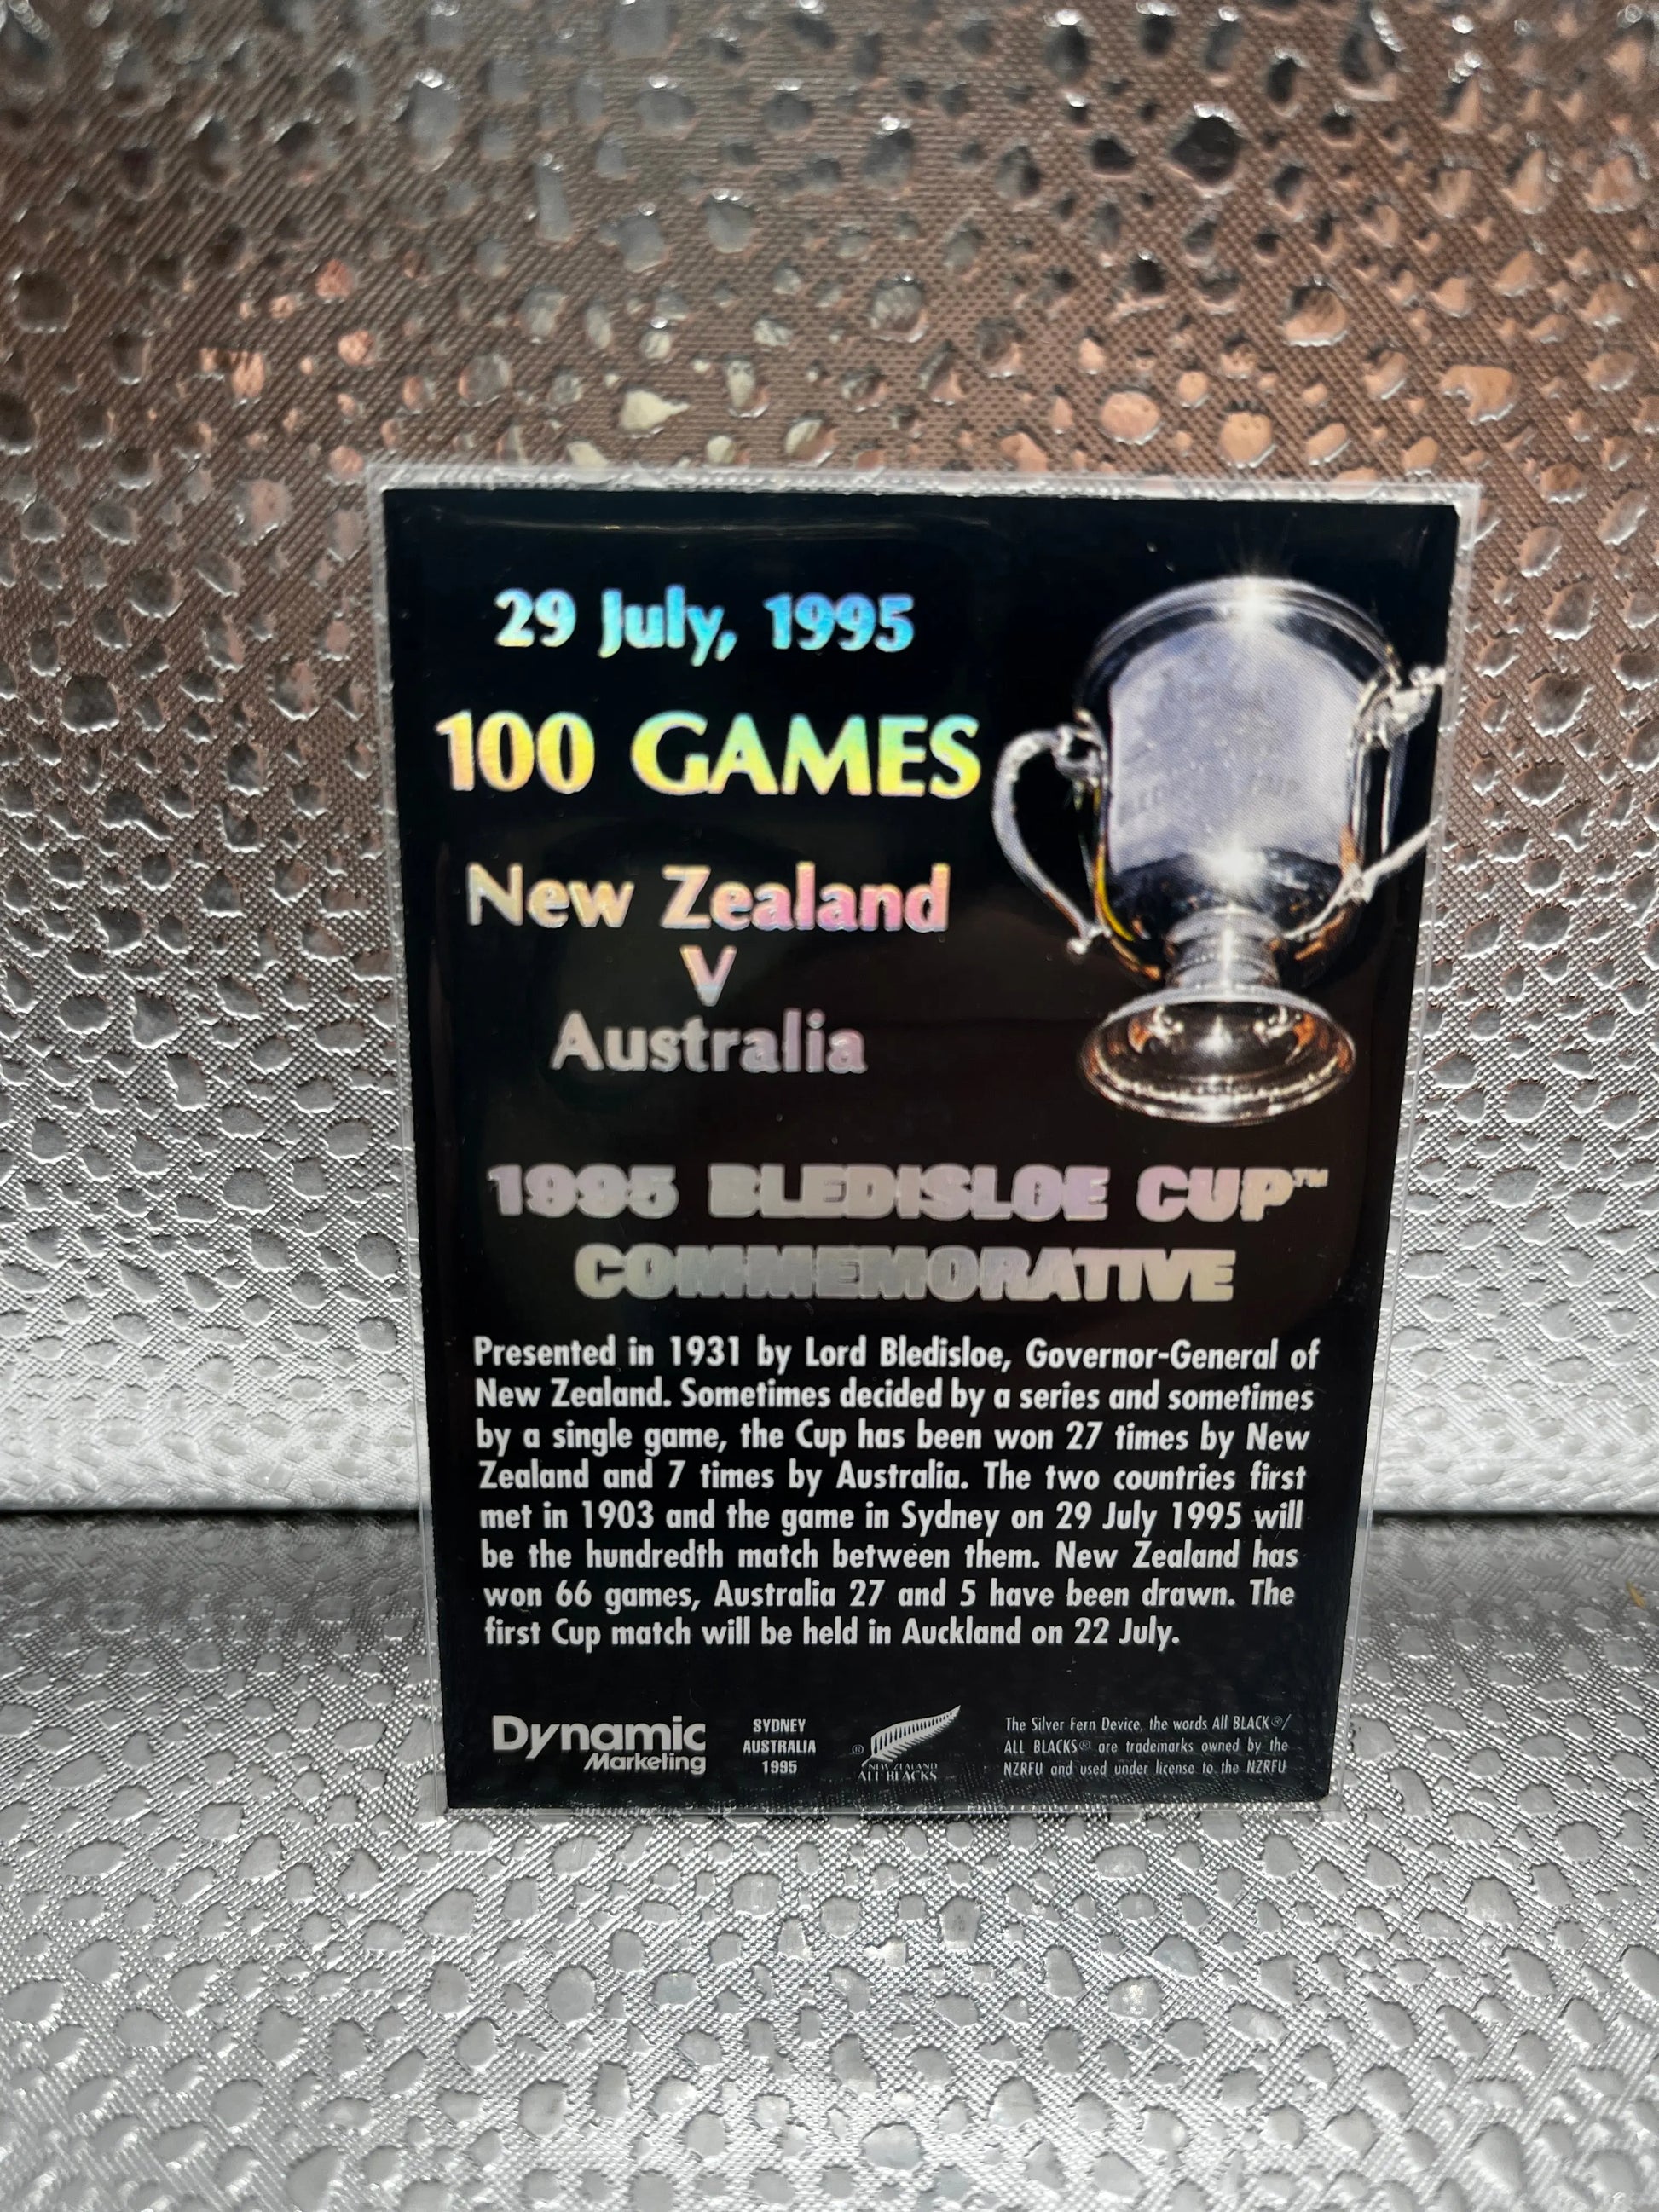 29 July, 1995
100 GAMES
New Zealand
V
Australia
1995 BLEDISLOE CUP™
COMMEMORATIVE
Presented in 1931 by Lord Bledisloe, Governor-General of
New Zealand. Sometimes decided by a series and sometimes
by a single game, the Cup has been won 27 times by New
Zealand and 7 times by Australia. The two countries first
met in 1903 and the game in Sydney on 29 July 1995 will
be the hundredth match between them. New Zealand has
won 66 games, Australia 27 and 5 have been drawn. The
first Cup match will be held in Auckland on 22 July.
Dynamic
Marketing
SYDNEY
AUSTRALIA
1995
®
NEW ZEALAND
ALL BLACKS
The Silver Fern Device, the words All BLACK®/
ALL BLACKS® are trademarks owned by the
NZRFU and used under license to the NZRFU